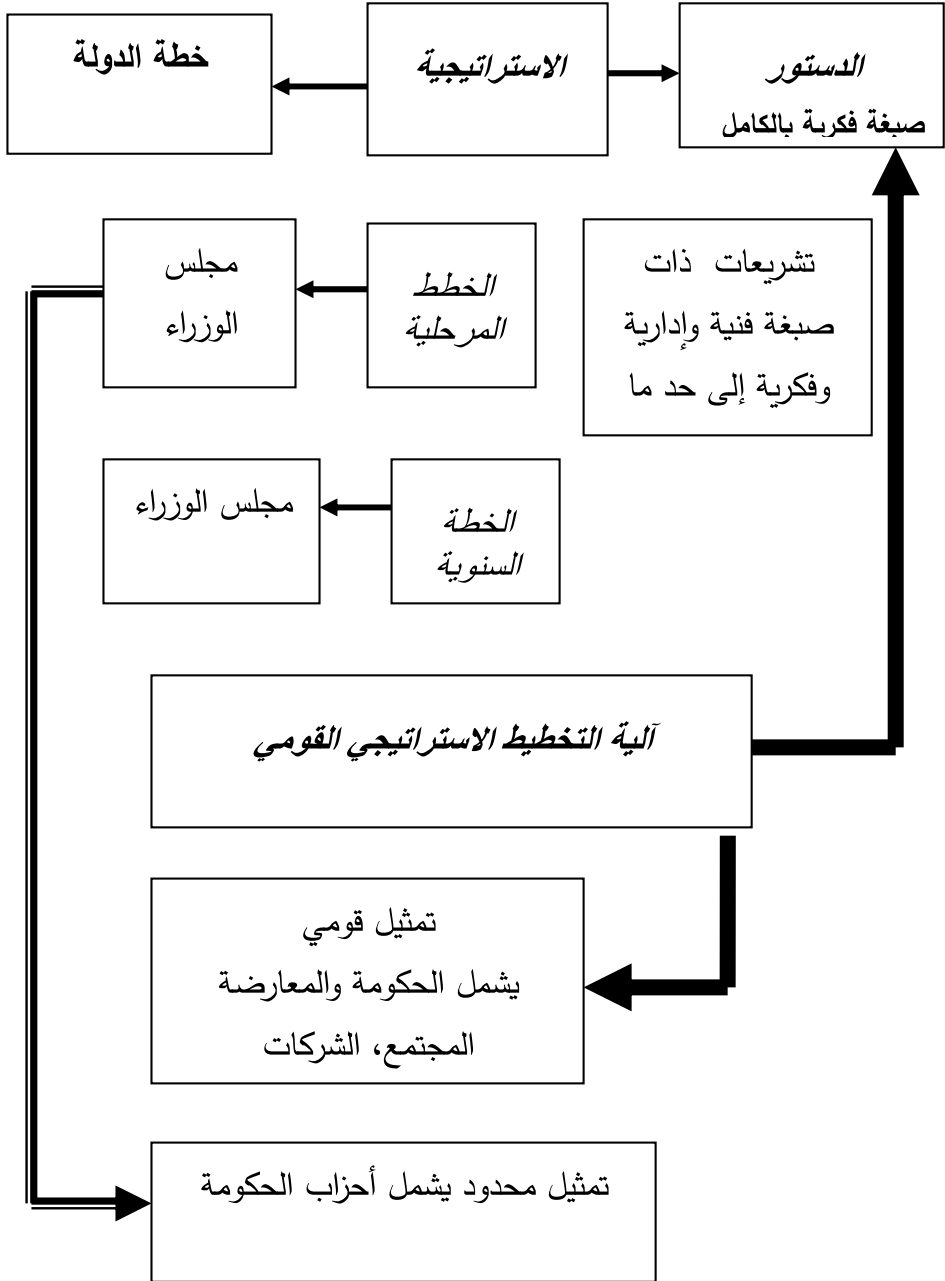 الدستور
صبغة فكرية بالكامل
الاستراتيجية
خطة الدولة
تشريعات ذات
صبغة فنية وإدارية
وفكرية إلى حد ما
الخطط
المرحلية
مجلس
الوزراء
الخطة
السنوية
مجلس الوزراء
آلية التخطيط الاستراتيجي القومي
تمثيل قومي
يشمل الحكومة والمعارضة
المجتمع، الشركات
تمثيل محدود يشمل أحزاب الحكومة